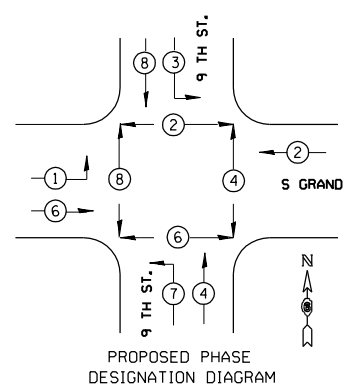 9 TH ST.
8
3
2
2
1
8
4
S GRAND
6
6
N
9 TH ST.
7
4
PROPOSED PHASE
DESIGNATION DIAGRAM